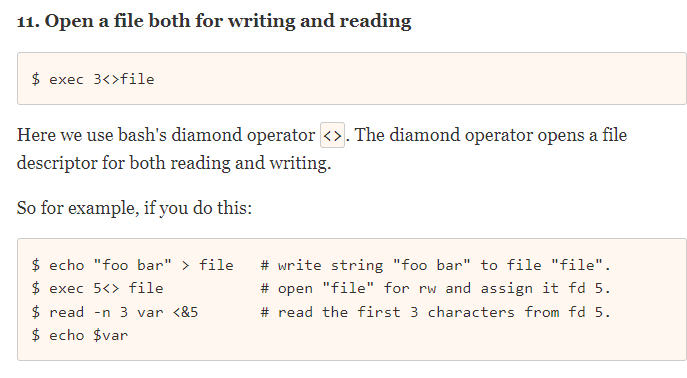 11. Open a file both for writing and reading
$ exec 3<>file
Here we use bash's diamond operator <>. The diamond operator opens a file
descriptor for both reading and writing.
So for example, if you do this:
$ echo "foo bar" > file   # write string "foo bar" to file "file".
$ exec 5<> file           # open "file" for rw and assign it fd 5.
$ read -n 3 var <&5       # read the first 3 characters from fd 5.
$ echo $var